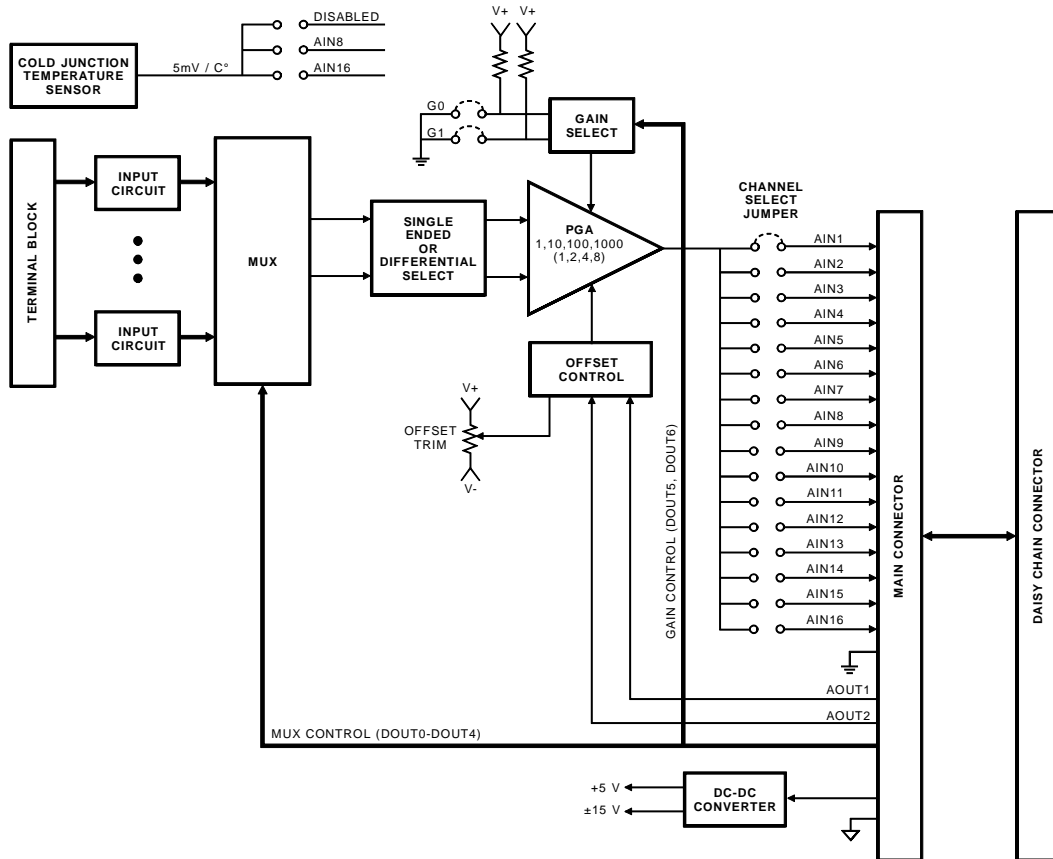 DISABLED
AIN8
AIN16
COLD JUNCTION
TEMPERATURE
SENSOR
5mV / C°
V+
V+
G0
G1
GAIN
SELECT
TERMINAL BLOCK
INPUT
CIRCUIT
INPUT
CIRCUIT
MUX
SINGLE
ENDED
OR
DIFFERENTIAL
SELECT
PGA
1,10,100,1000
(1,2,4,8)
OFFSET
CONTROL
V+
OFFSET
TRIM
V-
GAIN CONTROL (DOUT5, DOUT6)
CHANNEL
SELECT
JUMPER
AIN1
AIN2
AIN3
AIN4
AIN5
AIN6
AIN7
AIN8
AIN9
AIN10
AIN11
AIN12
AIN13
AIN14
AIN15
AIN16
AOUT1
AOUT2
MUX CONTROL (DOUT0-DOUT4)
+5 V
±15 V
DC-DC
CONVERTER
MAIN CONNECTOR
DAISY CHAIN CONNECTOR